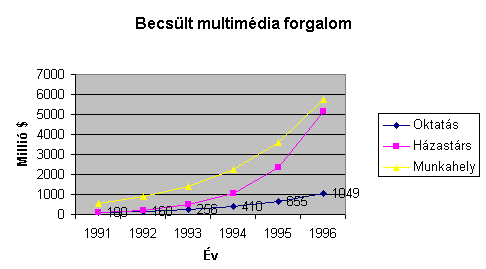 Becsült multimédia forgalom
7000
6000
5000
4000
3000
2000
1000
0
Millió $
100
160
256
410
655
1049
1991 1992 1993 1994 1995 1996
Év
Oktatás
Házastárs
Munkahely